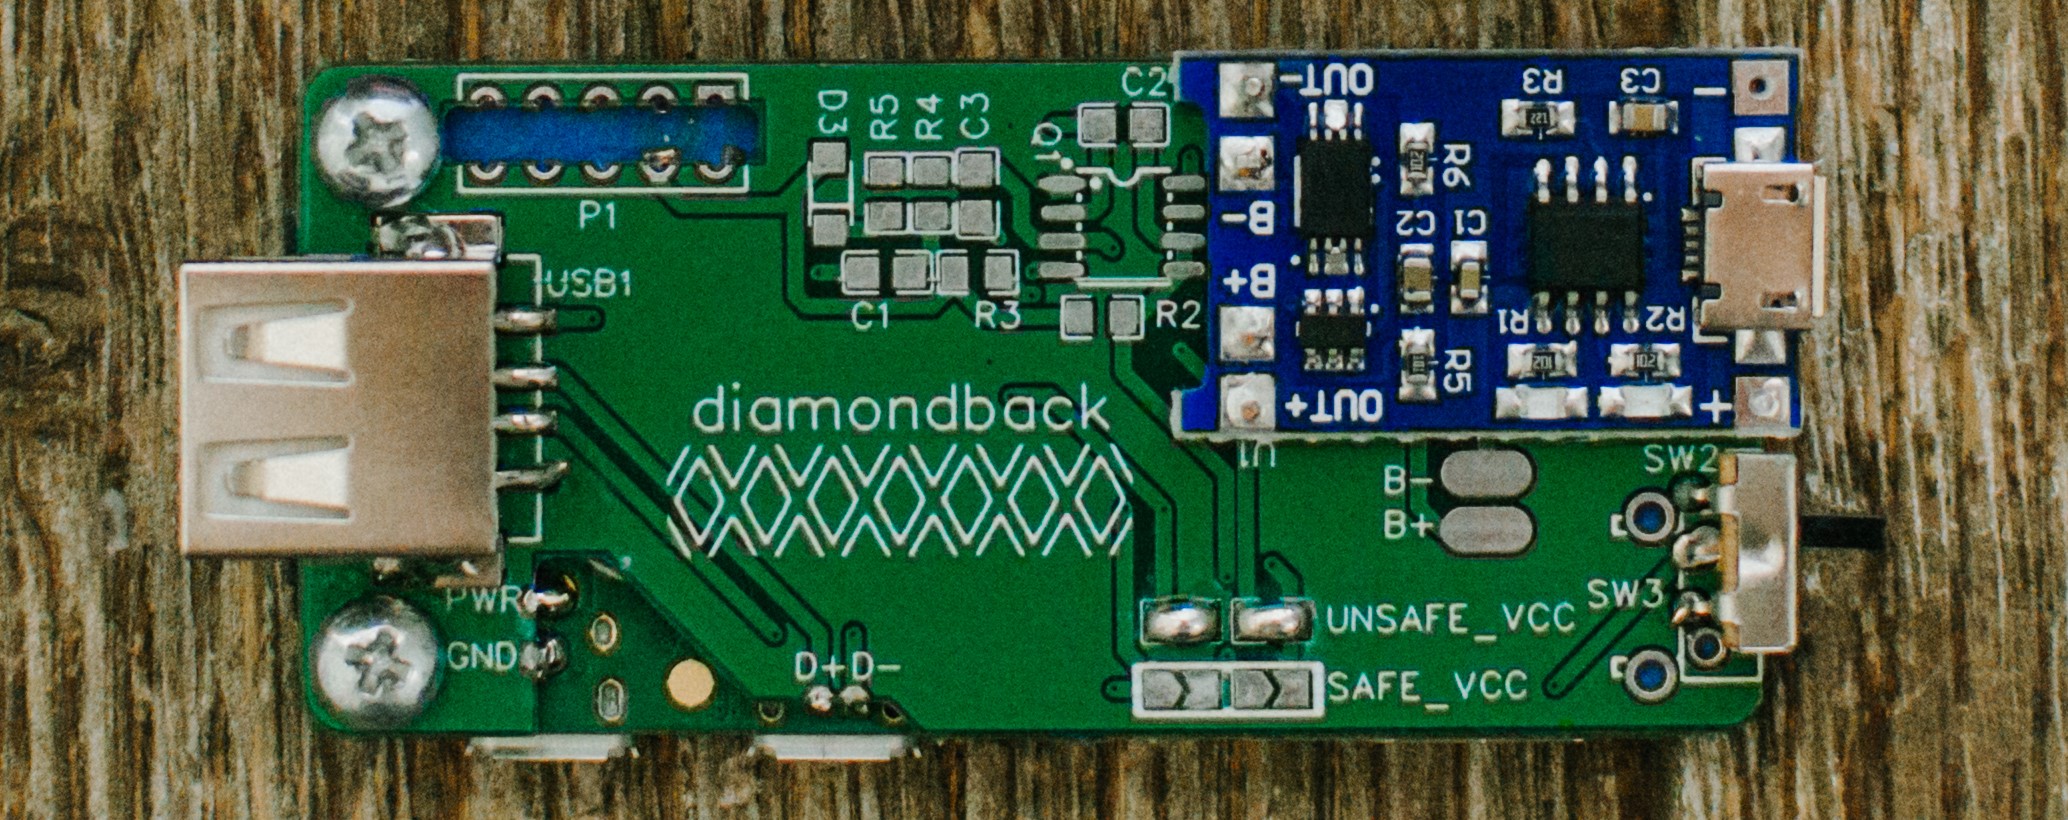 C2
OUT-
R3
C3
-
D3
R5
R4
C3
Q1
R6
P1
B-
C2
C1
USB1
B+
C1
R3
R2
R1
R2
R5
diamondback
OUT+
+
U1
SW2
B-
B+
PWR
SW3
UNSAFE_VCC
GND
D+D-
SAFE_VCC